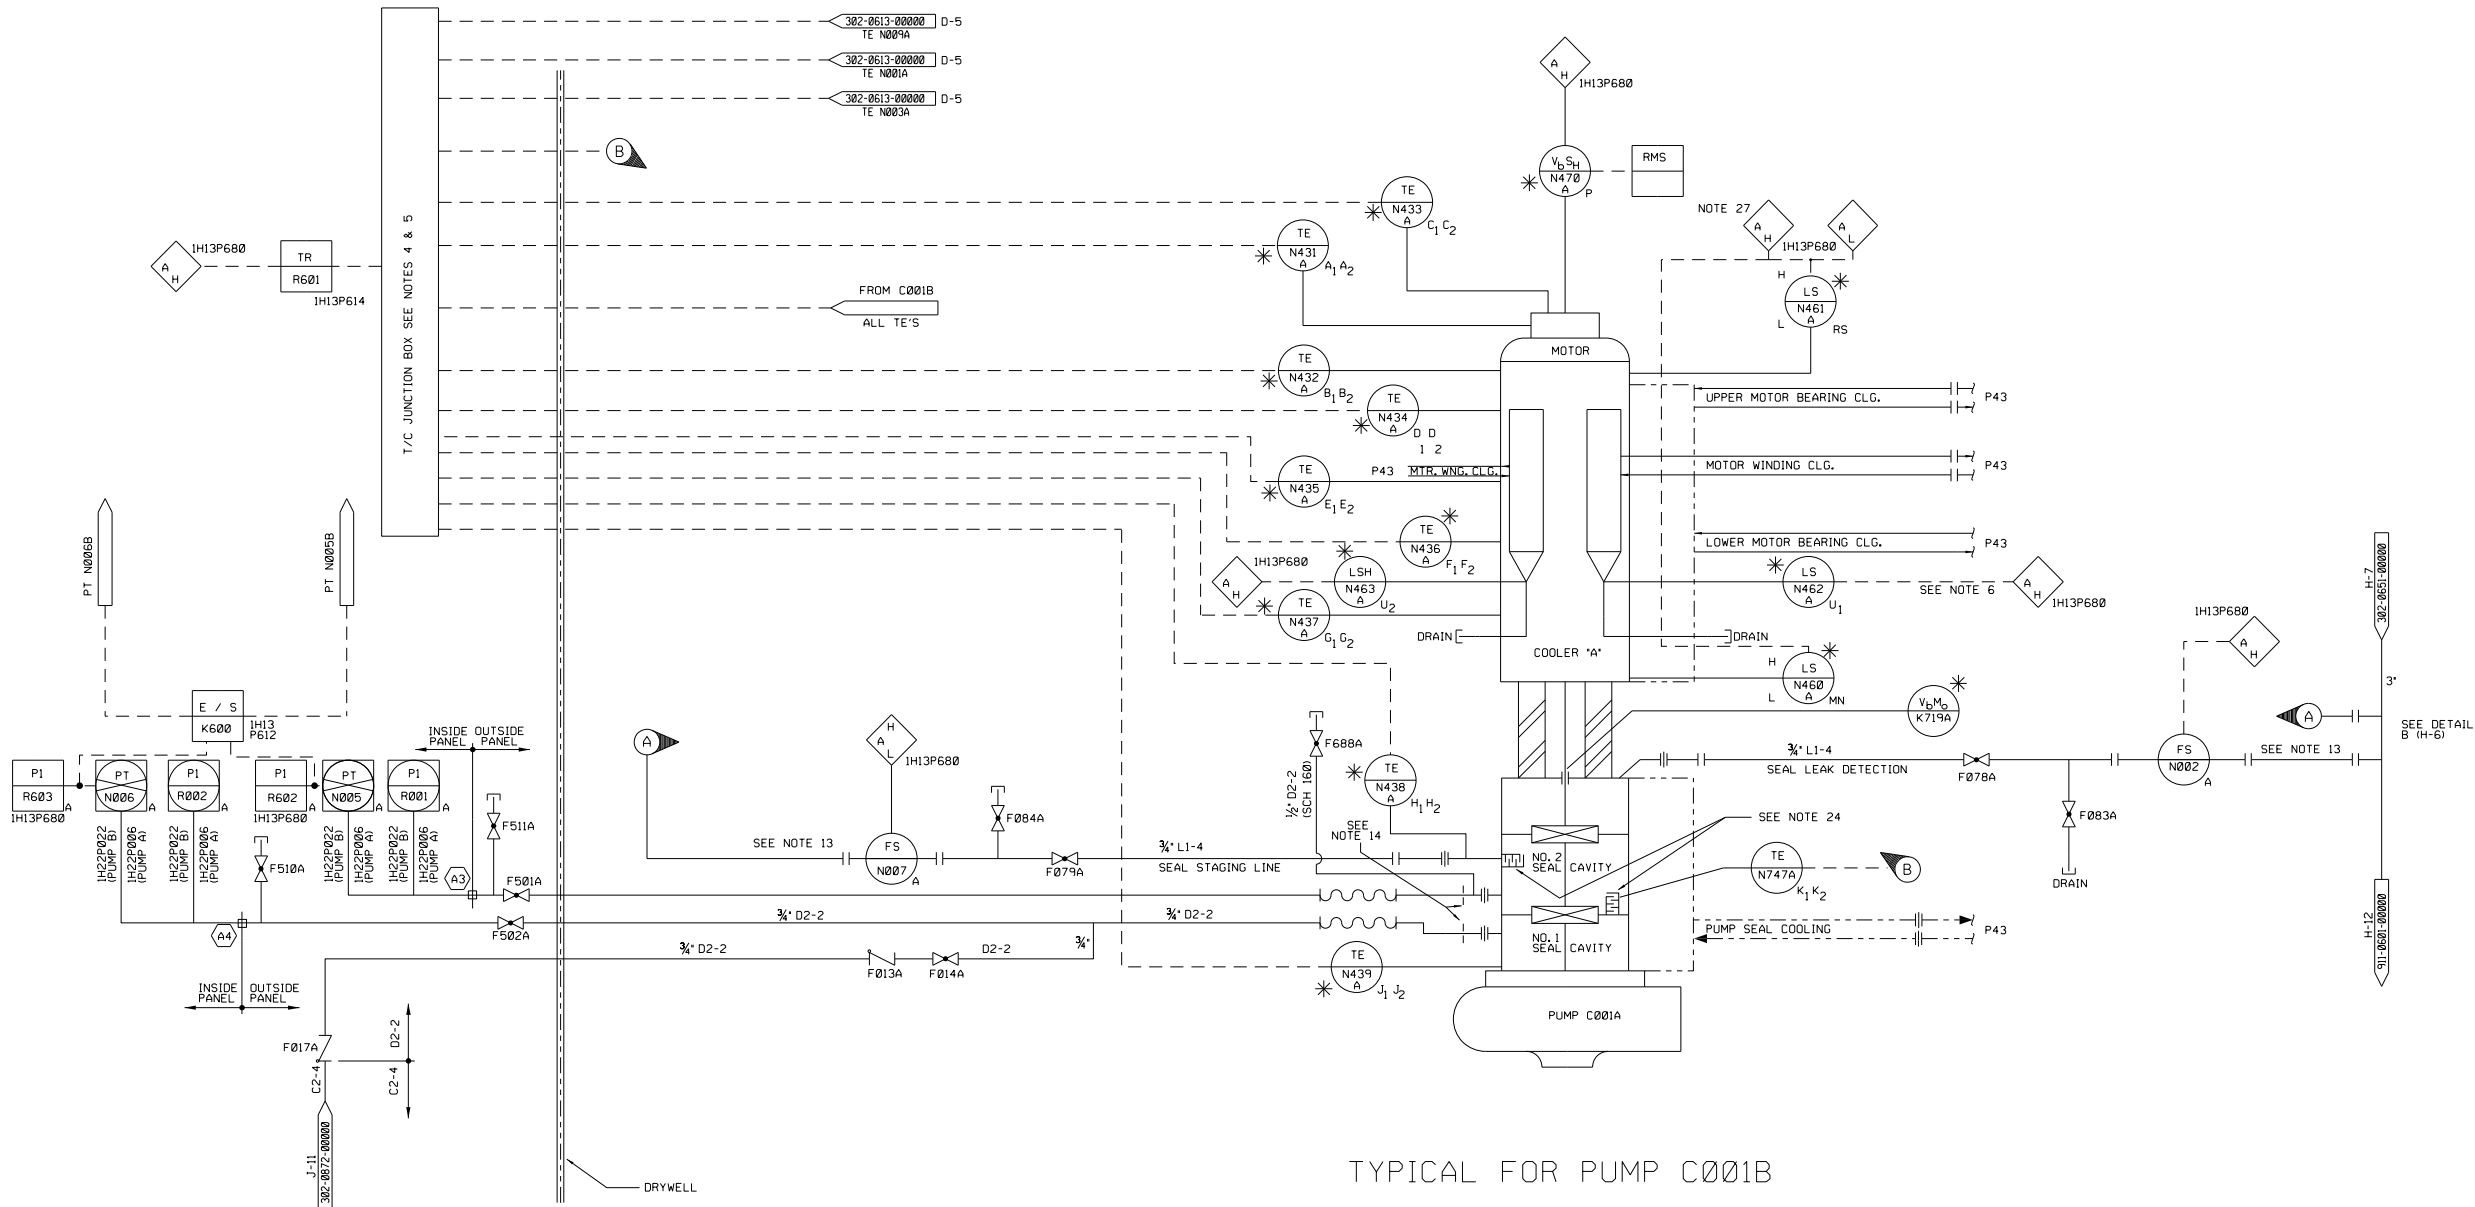 302-0613-00000 D-5
TE N009A
302-0613-00000 D-5
TE N001A
302-0613-00000 D-5
TE N003A
B
T/C JUNCTION BOX SEE NOTES 4 & 5
A
H
1H13P680
TR
R601
1H13P614
FROM C001B
ALL TE'S
A
H
1H13P680
VbSH
N470
A
P
RMS
TE
N433
A
C1 C2
TE
N431
A
A1 A2
NOTE 27
A
H
1H13P680
A
L
H
LS
N461
A
L
RS
MOTOR
TE
N432
A
B1 B2
TE
N434
A
D D
1 2
UPPER MOTOR BEARING CLG.
P43
P43
MTR. WNG. CLG.
MOTOR WINDING CLG.
P43
TE
N435
A
E1 E2
TE
N436
A
F1 F2
LOWER MOTOR BEARING CLG.
P43
1H13P680
A
H
LSH
N463
A
U2
LS
N462
A
U1
SEE NOTE 6
A
H
1H13P680
TE
N437
A
G1 G2
DRAIN
DRAIN
COOLER "A"
H
LS
N460
A
L
MN
VbMo
K719A
1H13P680
A
H
H-7
302-0651-00000
3"
A
SEE DETAIL
B (H-6)
PT N006B
PT N005B
E / S
K600
1H13
P612
INSIDE OUTSIDE
PANEL PANEL
P1
R603
A
1H13P680
PT
N006
A
P1
R002
A
P1
R602
A
1H13P680
PT
N005
A
P1
R001
A
1H22P022
(PUMP B)
1H22P006
(PUMP A)
1H22P022
(PUMP B)
1H22P006
(PUMP A)
1H22P022
(PUMP B)
1H22P006
(PUMP A)
1H22P022
(PUMP B)
1H22P006
(PUMP A)
F510A
F511A
A3
F501A
A4
F502A
INSIDE OUTSIDE
PANEL PANEL
A
H
A
L
1H13P680
SEE NOTE 13
FS
N007
A
F084A
F079A
3/4" L1-4
SEAL STAGING LINE
F688A
1/2" D2-2
(SCH 160)
SEE
NOTE 14
TE
N438
A
H1 H2
3/4" L1-4
SEAL LEAK DETECTION
F078A
FS
N002
A
SEE NOTE 13
F083A
DRAIN
SEE NOTE 24
NO. 2
SEAL CAVITY
TE
N747A
K1 K2
B
NO. 1
SEAL CAVITY
PUMP SEAL COOLING
P43
H-12
911-0601-00000
3/4" D2-2
3/4" D2-2
3/4" D2-2
3/4"
F013A
F014A
D2-2
TE
N439
A
J1 J2
PUMP C001A
F017A
D2-2
C2-4
C2-4
J-11
302-0872-00000
DRYWELL
TYPICAL FOR PUMP C001B